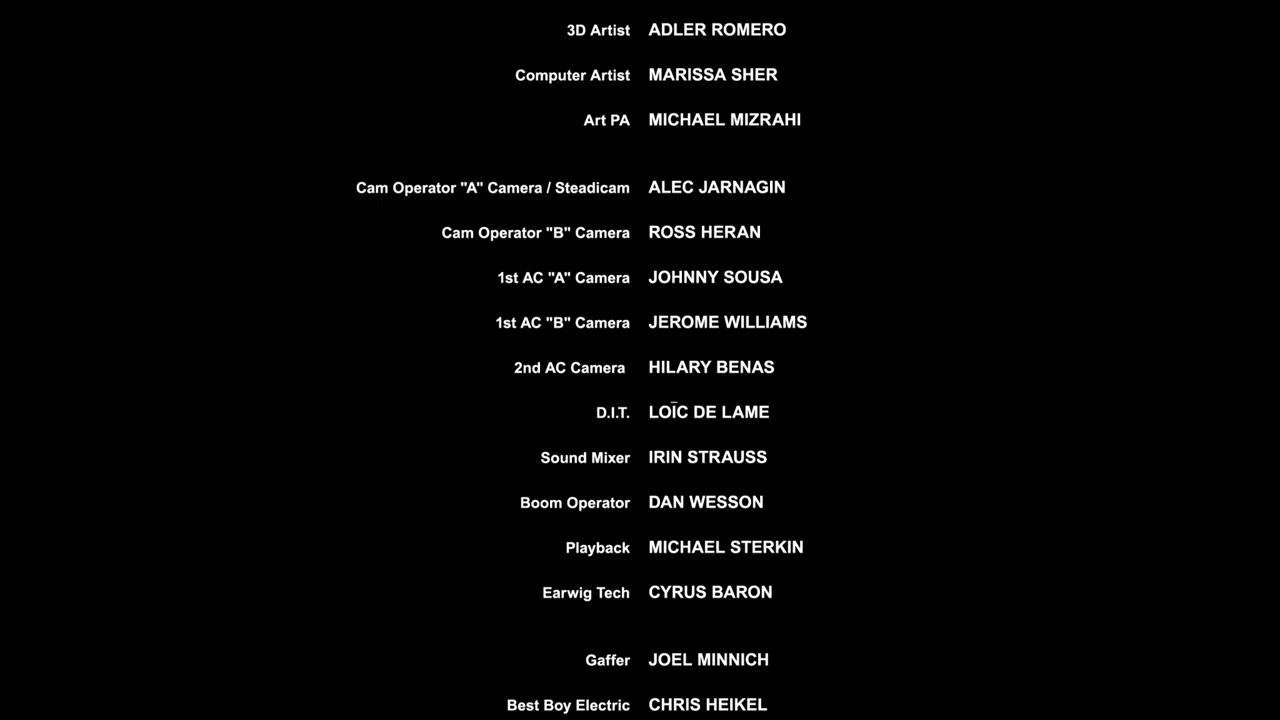 3D Artist ADLER ROMERO
Computer Artist MARISSA SHER
Art PA MICHAEL MIZRAHI
Cam Operator "A" Camera / Steadicam ALEC JARNAGIN
Cam Operator "B" Camera ROSS HERAN
1st AC "A" Camera JOHNNY SOUSA
1st AC "B" Camera JEROME WILLIAMS
2nd AC Camera HILARY BENAS
D.I.T. LOÏC DE LAME
Sound Mixer IRIN STRAUSS
Boom Operator DAN WESSON
Playback MICHAEL STERKIN
Earwig Tech CYRUS BARON
Gaffer JOEL MINNICH
Best Boy Electric CHRIS HEIKEL